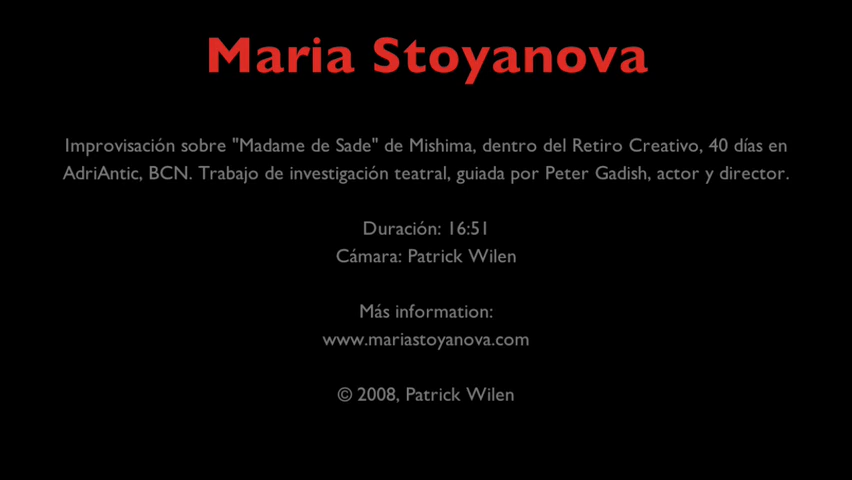 Maria Stoyanova
Improvisación sobre "Madame de Sade" de Mishima, dentro del Retiro Creativo, 40 días en
AdriAntic, BCN. Trabajo de investigación teatral, guiada por Peter Gadish, actor y director.
Duración: 16:51
Cámara: Patrick Wilen
Más information:
www.mariastoyanova.com
© 2008, Patrick Wilen